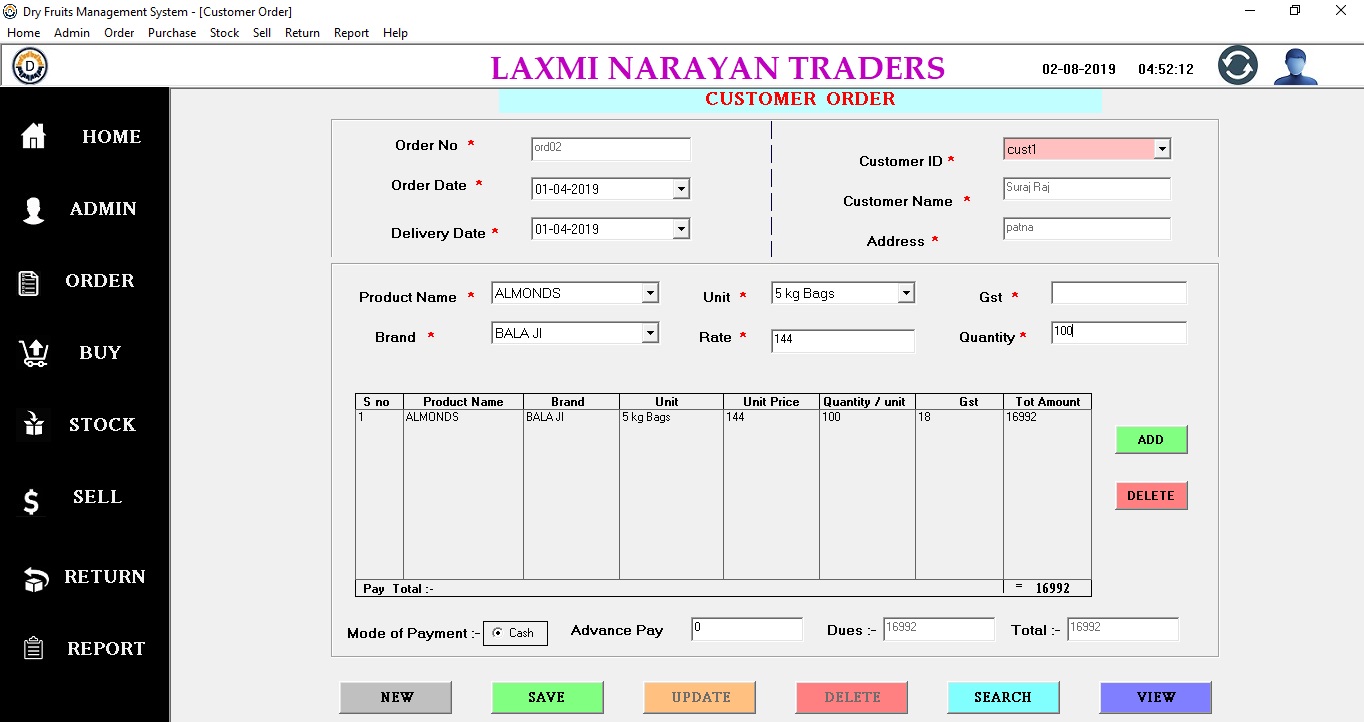 Dry Fruits Management System - [Customer Order]
Home Admin Order Purchase Stock Sell Return Report Help
D LAXMI NARAYAN TRADERS 02-08-2019 04:52:12
CUSTOMER ORDER
HOME
ADMIN
ORDER
BUY
STOCK
SELL
RETURN
REPORT
Order No * ord02
Order Date * 01-04-2019
Delivery Date * 01-04-2019
Customer ID * cust1
Customer Name * Suraj Raj
Address * patna
Product Name * ALMONDS Unit * 5 kg Bags Gst *
Brand * BALA JI Rate * 144 Quantity * 100
S no Product Name Brand Unit Unit Price Quantity / unit Gst Tot Amount
1 ALMONDS BALA JI 5 kg Bags 144 100 18 16992
ADD
DELETE
Pay Total :- = 16992
Mode of Payment :- Cash Advance Pay 0 Dues :- 16992 Total :- 16992
NEW SAVE UPDATE DELETE SEARCH VIEW